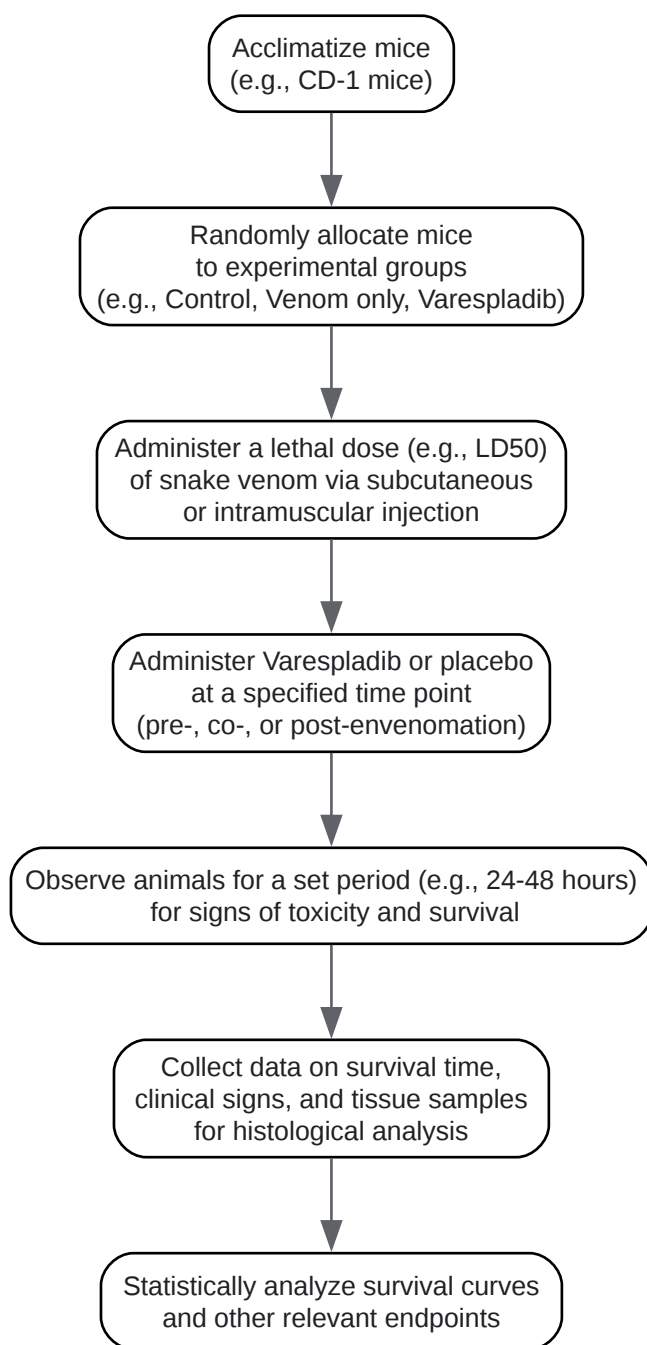 Acclimatize mice
(e.g., CD-1 mice)
Randomly allocate mice
to experimental groups
(e.g., Control, Venom only, Varespladib)
Administer a lethal dose (e.g., LD50)
of snake venom via subcutaneous
or intramuscular injection
Administer Varespladib or placebo
at a specified time point
(pre-, co-, or post-envenomation)
Observe animals for a set period (e.g., 24-48 hours)
for signs of toxicity and survival
Collect data on survival time,
clinical signs, and tissue samples
for histological analysis
Statistically analyze survival curves
and other relevant endpoints